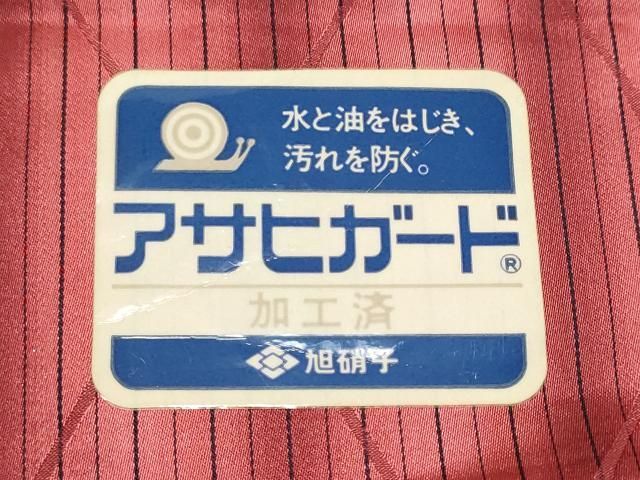 水と油をはじき、
汚れを防ぐ。
アサヒガード®
加工済
旭硝子